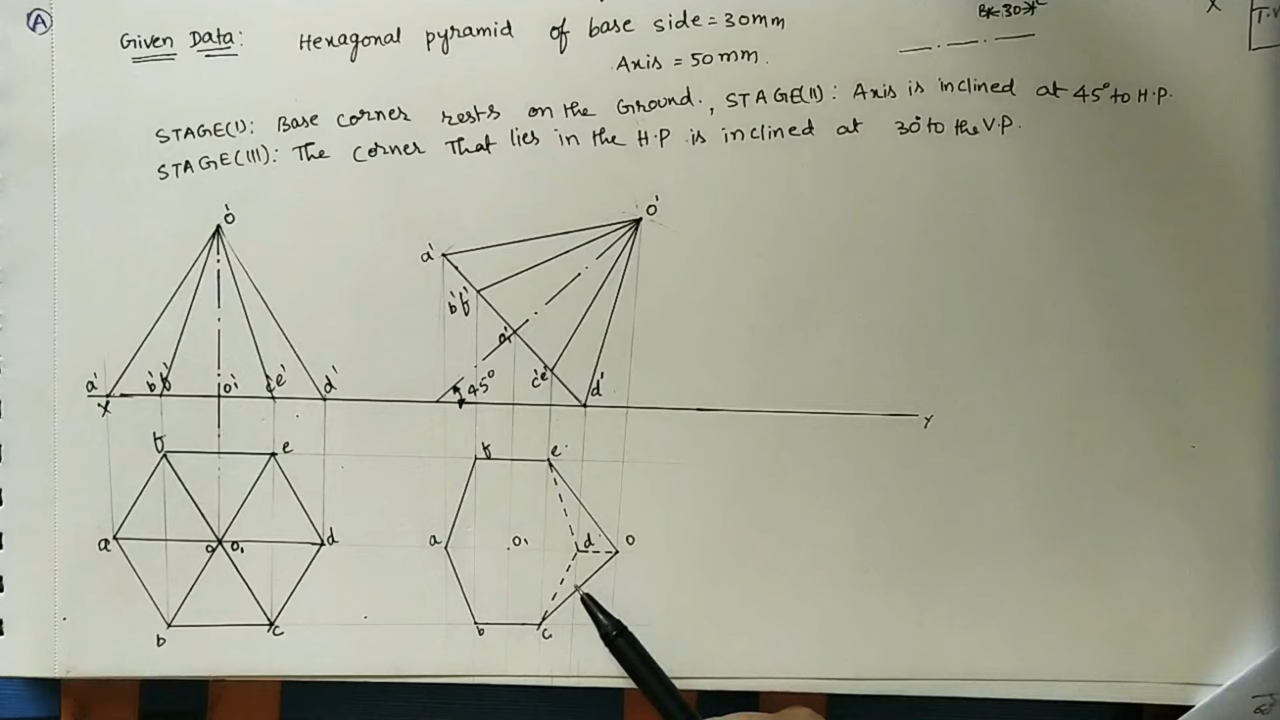 A
Given Data: Hexagonal pyramid of base side = 30mm
Axis = 50mm.
STAGE(I): Base corner rests on the Ground., STAGE(II): Axis is inclined at 45° to H.P.
STAGE(III): The corner That lies in the H.P is inclined at 30° to the V.P.
X
T.V
o'
o'
a'
a' b' f' o₁' c' e' d'
b' f'
45°
c' e' d'
X
Y
f e
f e
a o o₁ d
a o₁ d o
b c
b c